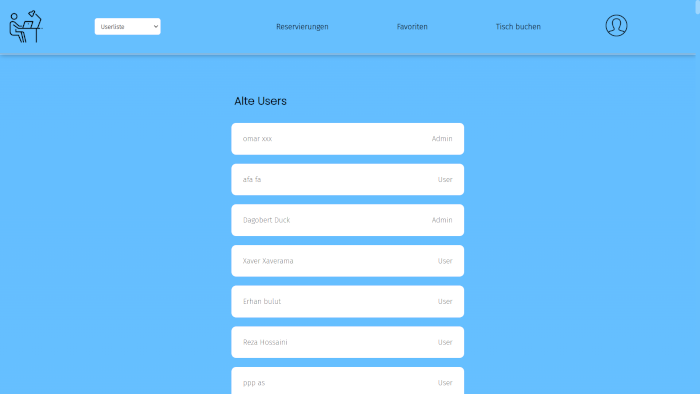 Userliste
Reservierungen
Favoriten
Tisch buchen
Alte Users
omar xxx Admin
afa fa User
Dagobert Duck Admin
Xaver Xaverama User
Erhan bulut User
Reza Hossaini User
ppp as User